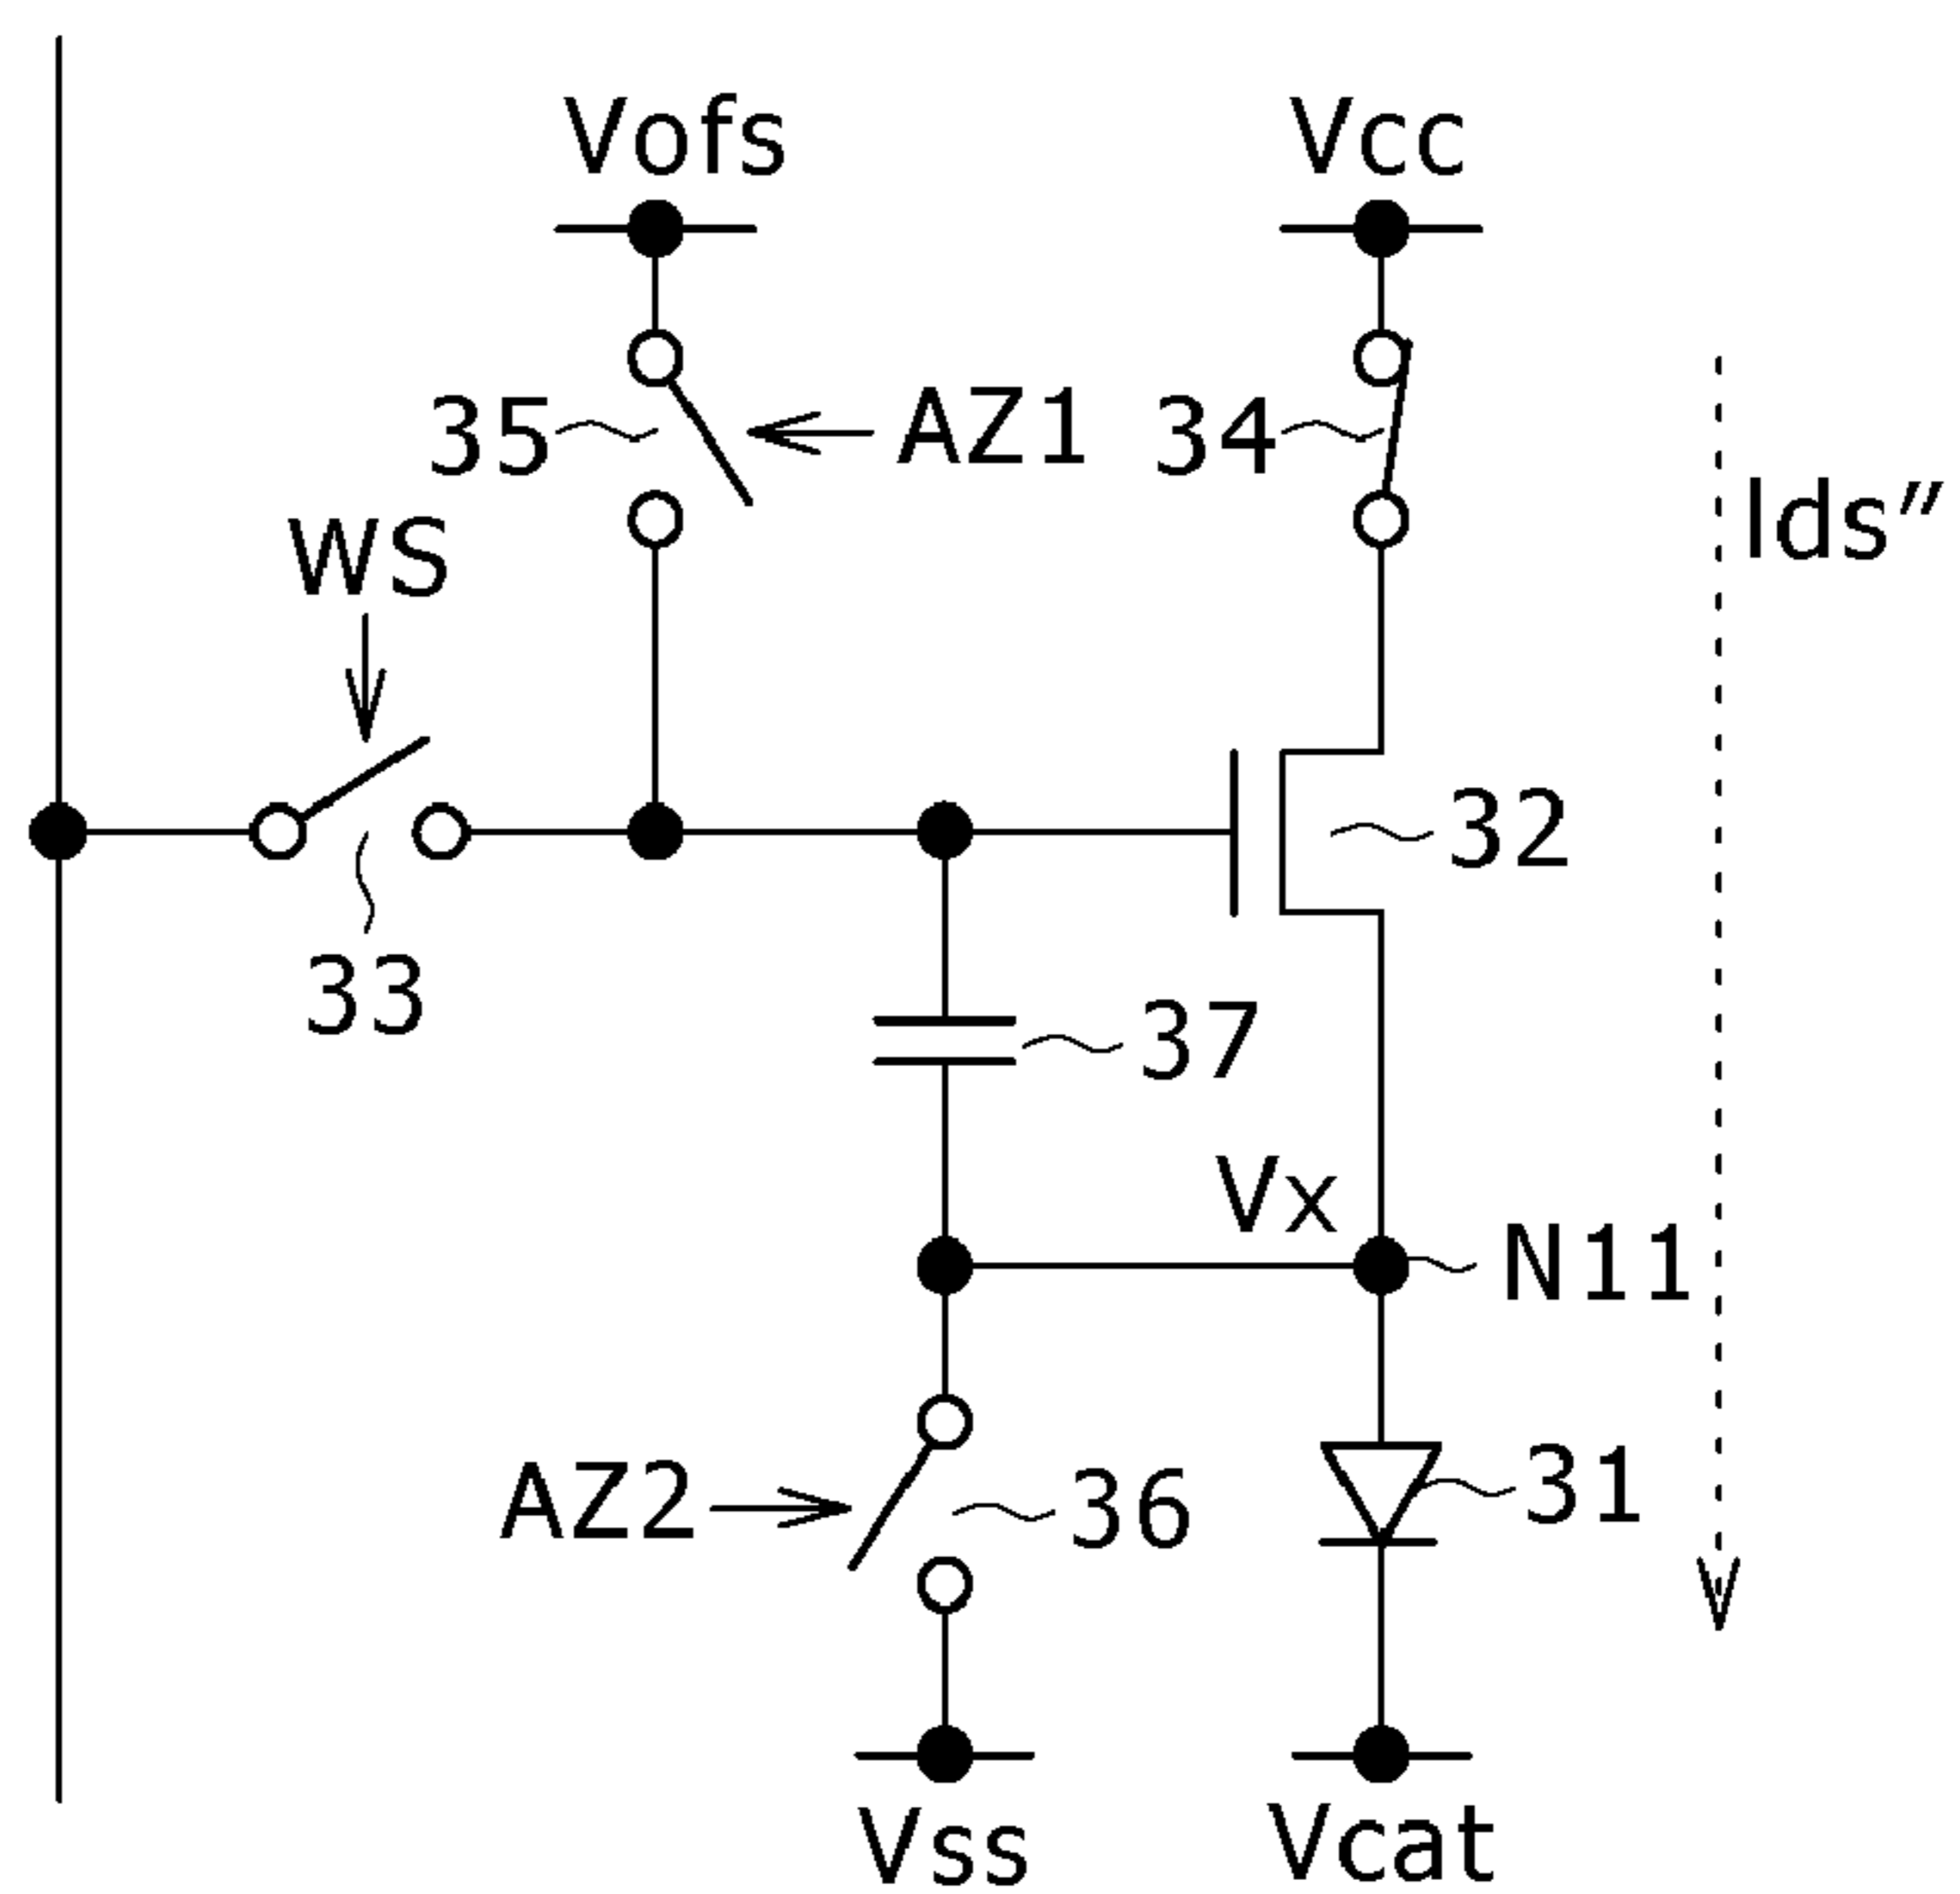 Vofs Vcc
35 AZ1 34
Ids″
WS
32
33
37
Vx
N11
AZ2 36 31
Vss Vcat